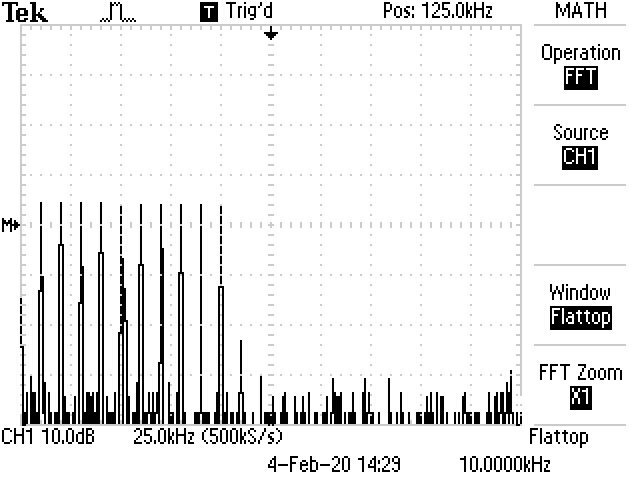 Tek T Trig'd Pos: 125.0kHz MATH
Operation
FFT
Source
CH1
M
Window
Flattop
FFT Zoom
X1
CH1 10.0dB 25.0kHz (500kS/s) Flattop
4-Feb-20 14:29 10.0000kHz